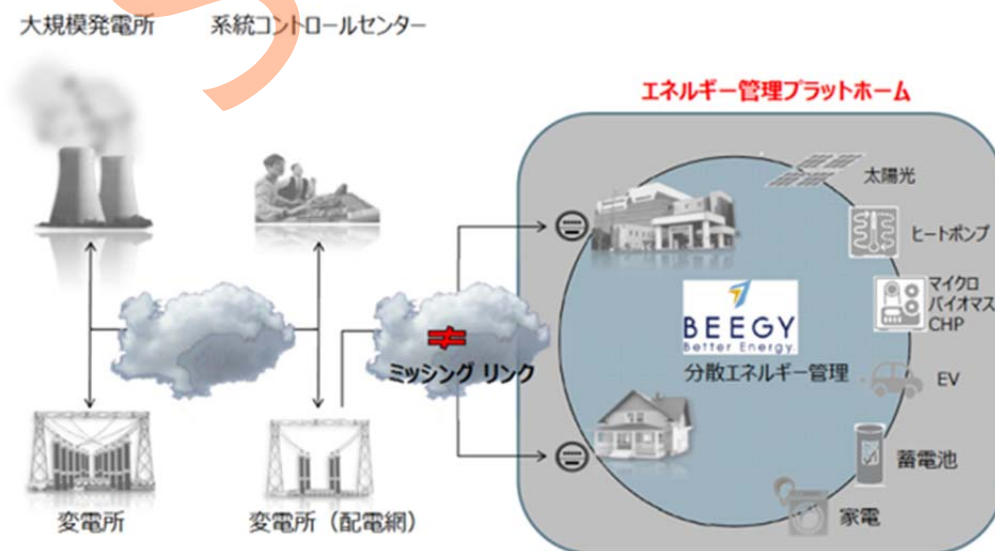 大規模発電所
系統コントロールセンター
エネルギー管理プラットホーム
太陽光
ヒートポンプ
マイクロ
バイオマス
CHP
BEEGY
Better Energy.
分散エネルギー管理
ミッシング リンク
EV
蓄電池
家電
変電所
変電所（配電網）